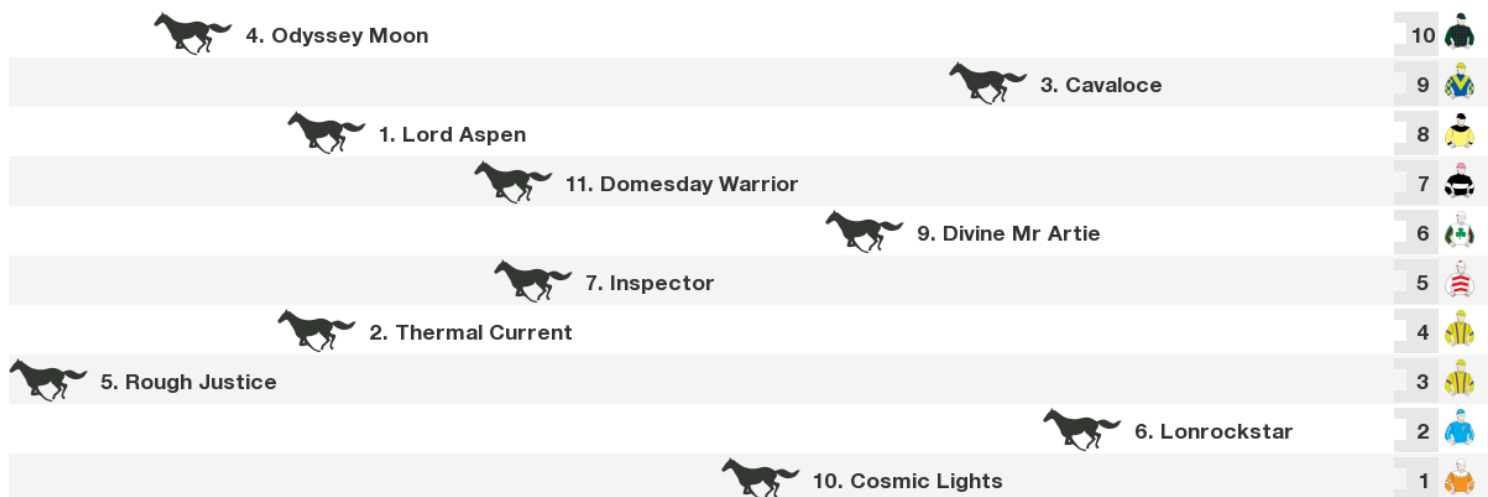 4. Odyssey Moon 10
3. Cavaloce 9
1. Lord Aspen 8
11. Domesday Warrior 7
9. Divine Mr Artie 6
7. Inspector 5
2. Thermal Current 4
5. Rough Justice 3
6. Lonrockstar 2
10. Cosmic Lights 1